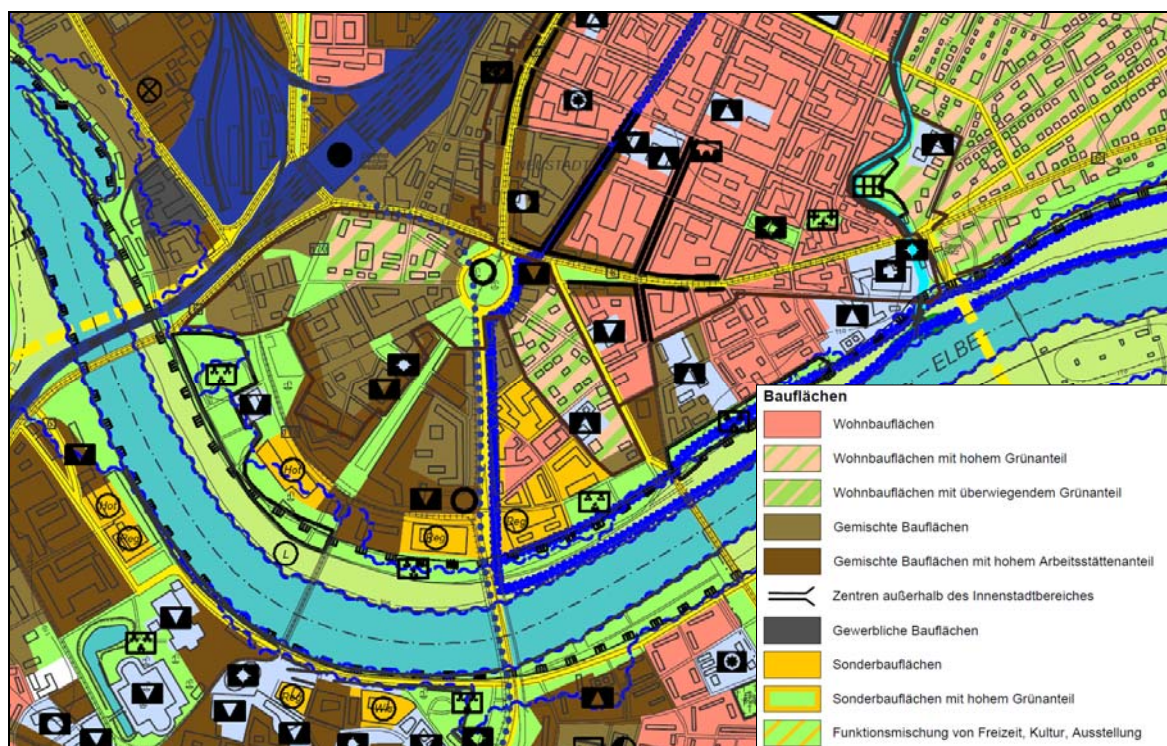 NEUSTADT
ELBE
Hot
L
Reg
Reg
Hot
Reg
Reg
Bauflächen
Wohnbauflächen
Wohnbauflächen mit hohem Grünanteil
Wohnbauflächen mit überwiegendem Grünanteil
Gemischte Bauflächen
Gemischte Bauflächen mit hohem Arbeitsstättenanteil
Zentren außerhalb des Innenstadtbereiches
Gewerbliche Bauflächen
Sonderbauflächen
Sonderbauflächen mit hohem Grünanteil
Funktionsmischung von Freizeit, Kultur, Ausstellung